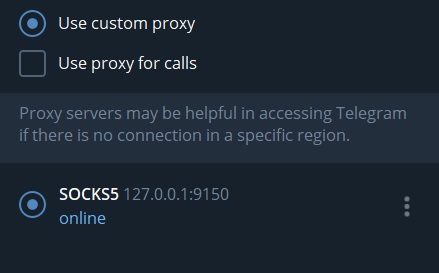 Use custom proxy
Use proxy for calls
Proxy servers may be helpful in accessing Telegram
if there is no connection in a specific region.
SOCKS5 127.0.0.1:9150
online